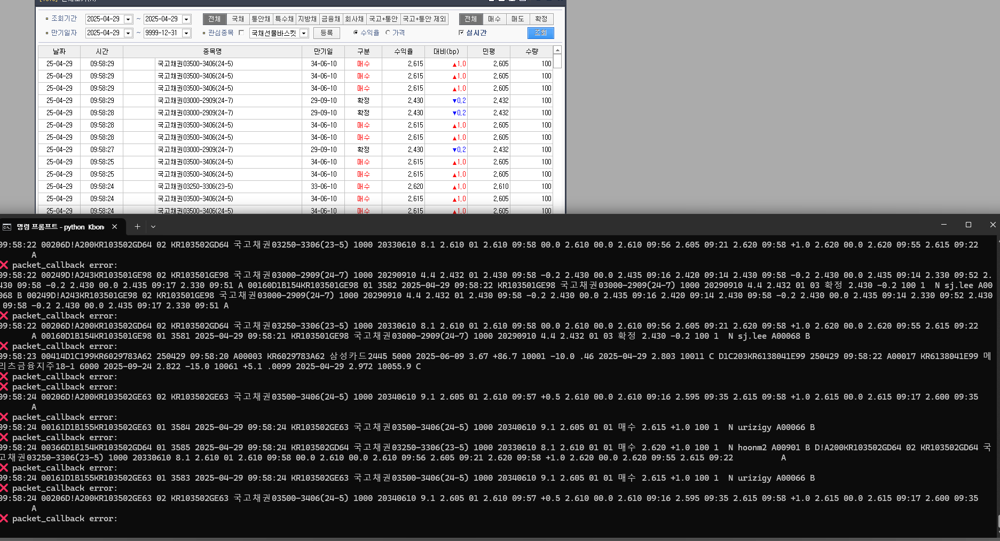 조회기간 2025-04-29 ~ 2025-04-29 전체 국채 통안채 특수채 지방채 금융채 회사채 국고+통안 국고+통안 제외 전체 매수 매도 확정
만기일자 2025-04-29 ~ 9999-12-31 관심종목 국채선물바스킷 등록 수익율 가격 실시간 조회
날짜 시간 종목명 만기일 구분 수익율 대비(bp) 민평 수량
25-04-29 09:58:29 국고채권03500-3406(24-5) 34-06-10 매수 2,615 ▲1.0 2,605 100
25-04-29 09:58:29 국고채권03500-3406(24-5) 34-06-10 매수 2,615 ▲1.0 2,605 100
25-04-29 09:58:29 국고채권03500-3406(24-5) 34-06-10 매수 2,615 ▲1.0 2,605 100
25-04-29 09:58:29 국고채권03000-2909(24-7) 29-09-10 확정 2,430 ▼0.2 2,432 100
25-04-29 09:58:28 국고채권03000-2909(24-7) 29-09-10 확정 2,430 ▼0.2 2,432 100
25-04-29 09:58:28 국고채권03500-3406(24-5) 34-06-10 매수 2,615 ▲1.0 2,605 100
25-04-29 09:58:28 국고채권03500-3406(24-5) 34-06-10 매수 2,615 ▲1.0 2,605 100
25-04-29 09:58:27 국고채권03000-2909(24-7) 29-09-10 확정 2,430 ▼0.2 2,432 100
25-04-29 09:58:25 국고채권03500-3406(24-5) 34-06-10 매수 2,615 ▲1.0 2,605 100
25-04-29 09:58:25 국고채권03500-3406(24-5) 34-06-10 매수 2,615 ▲1.0 2,605 100
25-04-29 09:58:24 국고채권03250-3306(23-5) 33-06-10 매수 2,620 ▲1.0 2,610 100
25-04-29 09:58:24 국고채권03500-3406(24-5) 34-06-10 매수 2,615 ▲1.0 2,605 100
25-04-29 09:58:24 국고채권03500-3406(24-5) 34-06-10 매수 2,615 ▲1.0 2,605 100
명령 프롬프트 - python Kbon
09:58:22 00206D!A200KR103502GD64 02 KR103502GD64 국고채권03250-3306(23-5) 1000 20330610 8.1 2.610 01 2.610 09:58 00.0 2.610 00.0 2.610 09:56 2.605 09:21 2.620 09:58 +1.0 2.620 00.0 2.620 09:55 2.615 09:22
A
❌ packet_callback error:
09:58:22 00249D!A243KR103501GE98 02 KR103501GE98 국고채권03000-2909(24-7) 1000 20290910 4.4 2.432 01 2.430 09:58 -0.2 2.430 00.0 2.435 09:16 2.420 09:14 2.430 09:58 -0.2 2.430 00.0 2.435 09:14 2.330 09:52 2.
430 09:58 -0.2 2.430 00.0 2.435 09:17 2.330 09:51 A 00160D1B154KR103501GE98 01 3582 2025-04-29 09:58:22 KR103501GE98 국고채권03000-2909(24-7) 1000 20290910 4.4 2.432 01 03 확정 2.430 -0.2 100 1 N sj.lee A00
068 B 00249D!A243KR103501GE98 02 KR103501GE98 국고채권03000-2909(24-7) 1000 20290910 4.4 2.432 01 2.430 09:58 -0.2 2.430 00.0 2.435 09:16 2.420 09:14 2.430 09:58 -0.2 2.430 00.0 2.435 09:14 2.330 09:52 2.430
09:58 -0.2 2.430 00.0 2.435 09:17 2.330 09:51 A
❌ packet_callback error:
09:58:22 00206D!A200KR103502GD64 02 KR103502GD64 국고채권03250-3306(23-5) 1000 20330610 8.1 2.610 01 2.610 09:58 00.0 2.610 00.0 2.610 09:56 2.605 09:21 2.620 09:58 +1.0 2.620 00.0 2.620 09:55 2.615 09:22
A 00160D1B154KR103501GE98 01 3581 2025-04-29 09:58:21 KR103501GE98 국고채권03000-2909(24-7) 1000 20290910 4.4 2.432 01 03 확정 2.430 -0.2 100 1 N sj.lee A00068 B
❌ packet_callback error:
09:58:23 00414D1C199KR6029783A62 250429 09:58:20 A00003 KR6029783A62 삼성카드2445 5000 2025-06-09 3.67 +86.7 10001 -10.0 .46 2025-04-29 2.803 10011 C D1C203KR6138041E99 250429 09:58:22 A00017 KR6138041E99 메
리츠금융지주18-1 6000 2025-09-24 2.822 -15.0 10061 +5.1 .0099 2025-04-29 2.972 10055.9 C
❌ packet_callback error:
❌ packet_callback error:
09:58:24 00206D!A200KR103502GE63 02 KR103502GE63 국고채권03500-3406(24-5) 1000 20340610 9.1 2.605 01 2.610 09:57 +0.5 2.610 00.0 2.610 09:16 2.595 09:35 2.615 09:58 +1.0 2.615 00.0 2.615 09:17 2.600 09:35
A
❌ packet_callback error:
09:58:24 00161D1B155KR103502GE63 01 3584 2025-04-29 09:58:24 KR103502GE63 국고채권03500-3406(24-5) 1000 20340610 9.1 2.605 01 01 매수 2.615 +1.0 100 1 N urizigy A00066 B
❌ packet_callback error:
09:58:24 00366D1B154KR103502GD64 01 3585 2025-04-29 09:58:24 KR103502GD64 국고채권03250-3306(23-5) 1000 20330610 8.1 2.610 01 01 매수 2.620 +1.0 100 1 N hoonm2 A00901 B D!A200KR103502GD64 02 KR103502GD64 국
고채권03250-3306(23-5) 1000 20330610 8.1 2.610 01 2.610 09:58 00.0 2.610 00.0 2.610 09:56 2.605 09:21 2.620 09:58 +1.0 2.620 00.0 2.620 09:55 2.615 09:22 A
❌ packet_callback error:
09:58:24 00161D1B155KR103502GE63 01 3583 2025-04-29 09:58:24 KR103502GE63 국고채권03500-3406(24-5) 1000 20340610 9.1 2.605 01 01 매수 2.615 +1.0 100 1 N urizigy A00066 B
❌ packet_callback error:
09:58:24 00206D!A200KR103502GE63 02 KR103502GE63 국고채권03500-3406(24-5) 1000 20340610 9.1 2.605 01 2.610 09:57 +0.5 2.610 00.0 2.610 09:16 2.595 09:35 2.615 09:58 +1.0 2.615 00.0 2.615 09:17 2.600 09:35
A
❌ packet_callback error: